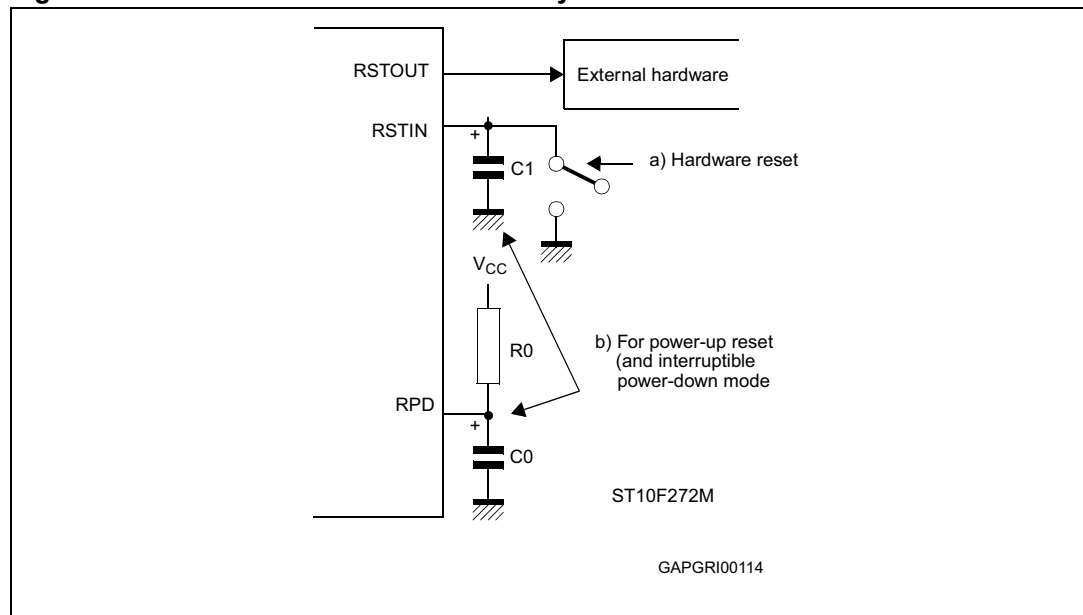 RSTOUT
External hardware
RSTIN
+
C1
a) Hardware reset
VCC
R0
b) For power-up reset
(and interruptible
power-down mode
RPD
+
C0
ST10F272M
GAPGRI00114